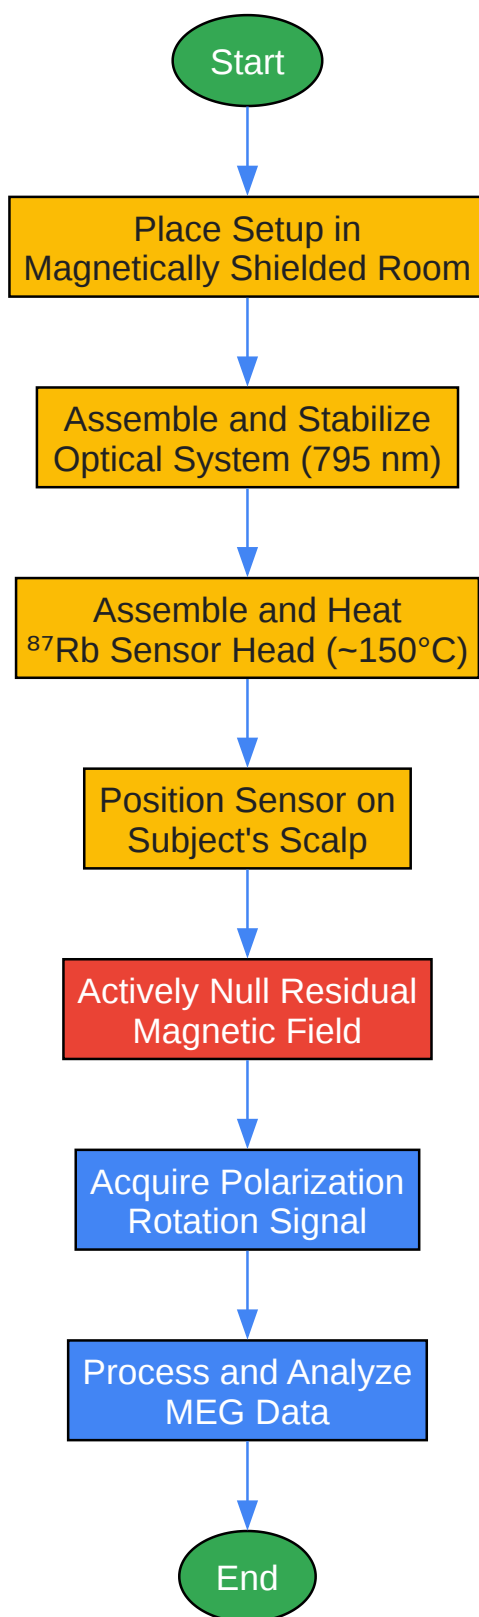 Start
Place Setup in
Magnetically Shielded Room
Assemble and Stabilize
Optical System (795 nm)
Assemble and Heat
⁸⁷Rb Sensor Head (~150°C)
Position Sensor on
Subject's Scalp
Actively Null Residual
Magnetic Field
Acquire Polarization
Rotation Signal
Process and Analyze
MEG Data
End